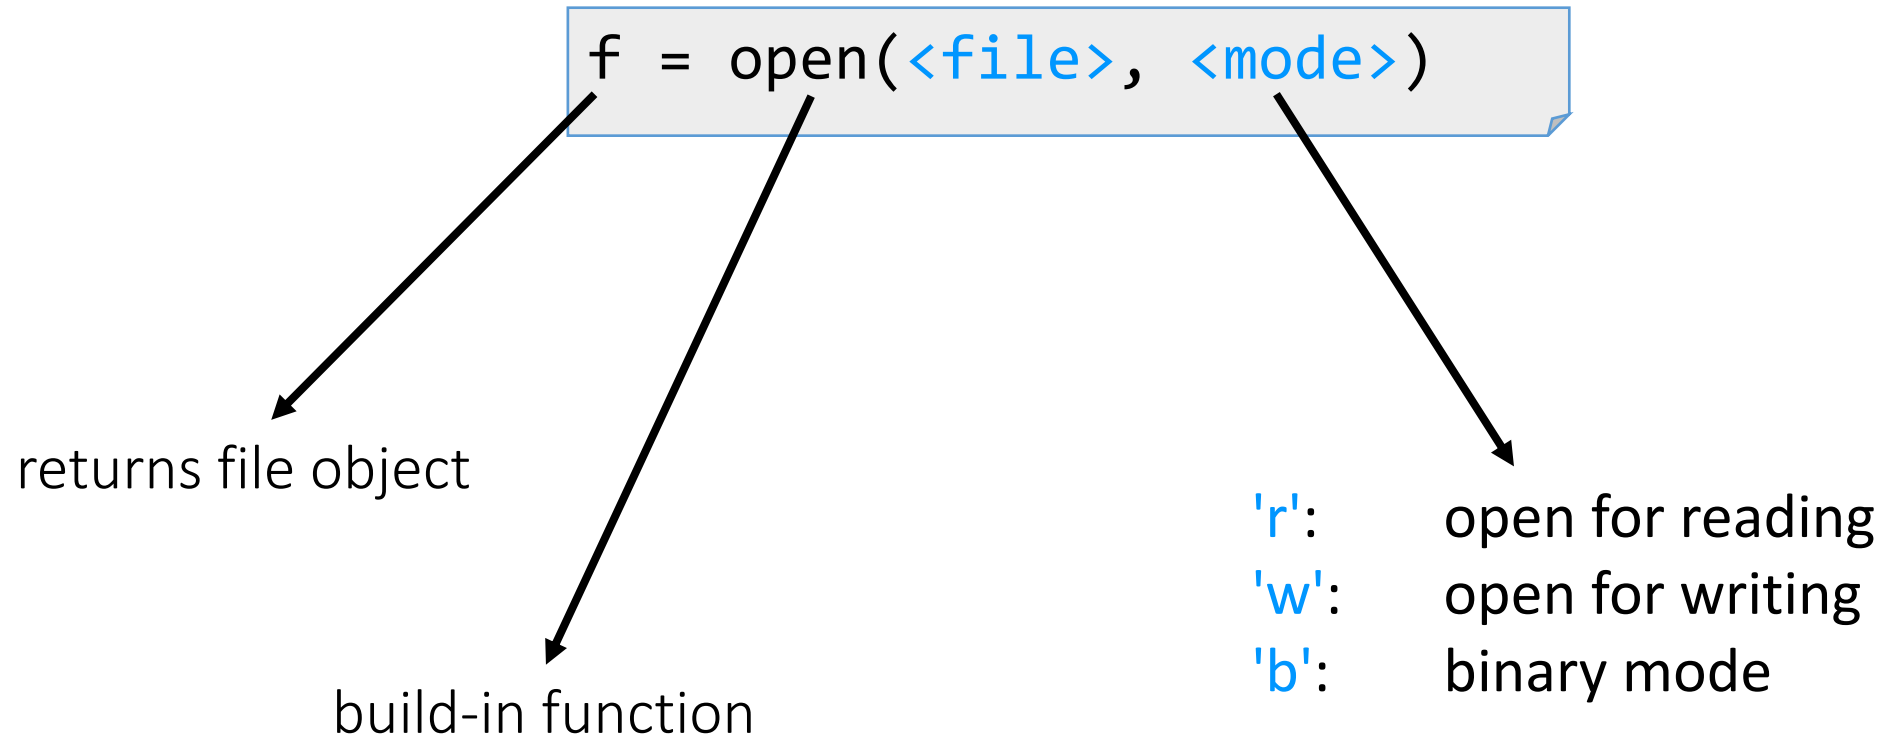 f = open(<file>, <mode>)
returns file object
'r': open for reading
'w': open for writing
'b': binary mode
build-in function